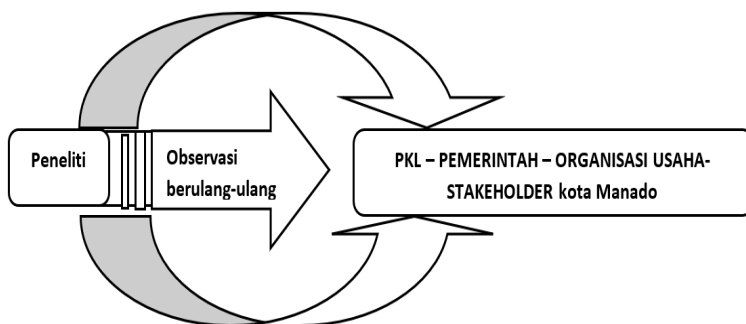 Peneliti
Observasi
berulang-ulang
PKL – PEMERINTAH – ORGANISASI USAHA-
STAKEHOLDER kota Manado